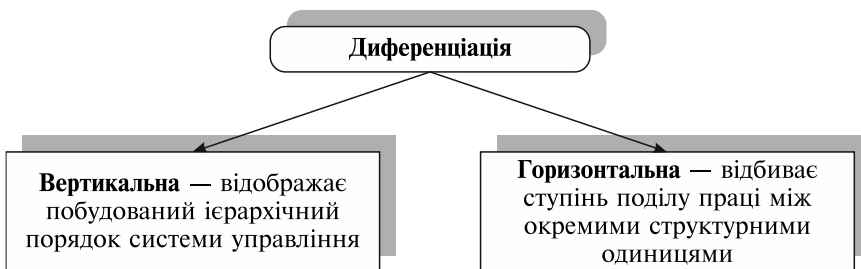 Диференціація
Вертикальна — відображає
побудований ієрархічний
порядок системи управління
Горизонтальна — відбиває
ступінь поділу праці між
окремими структурними
одиницями